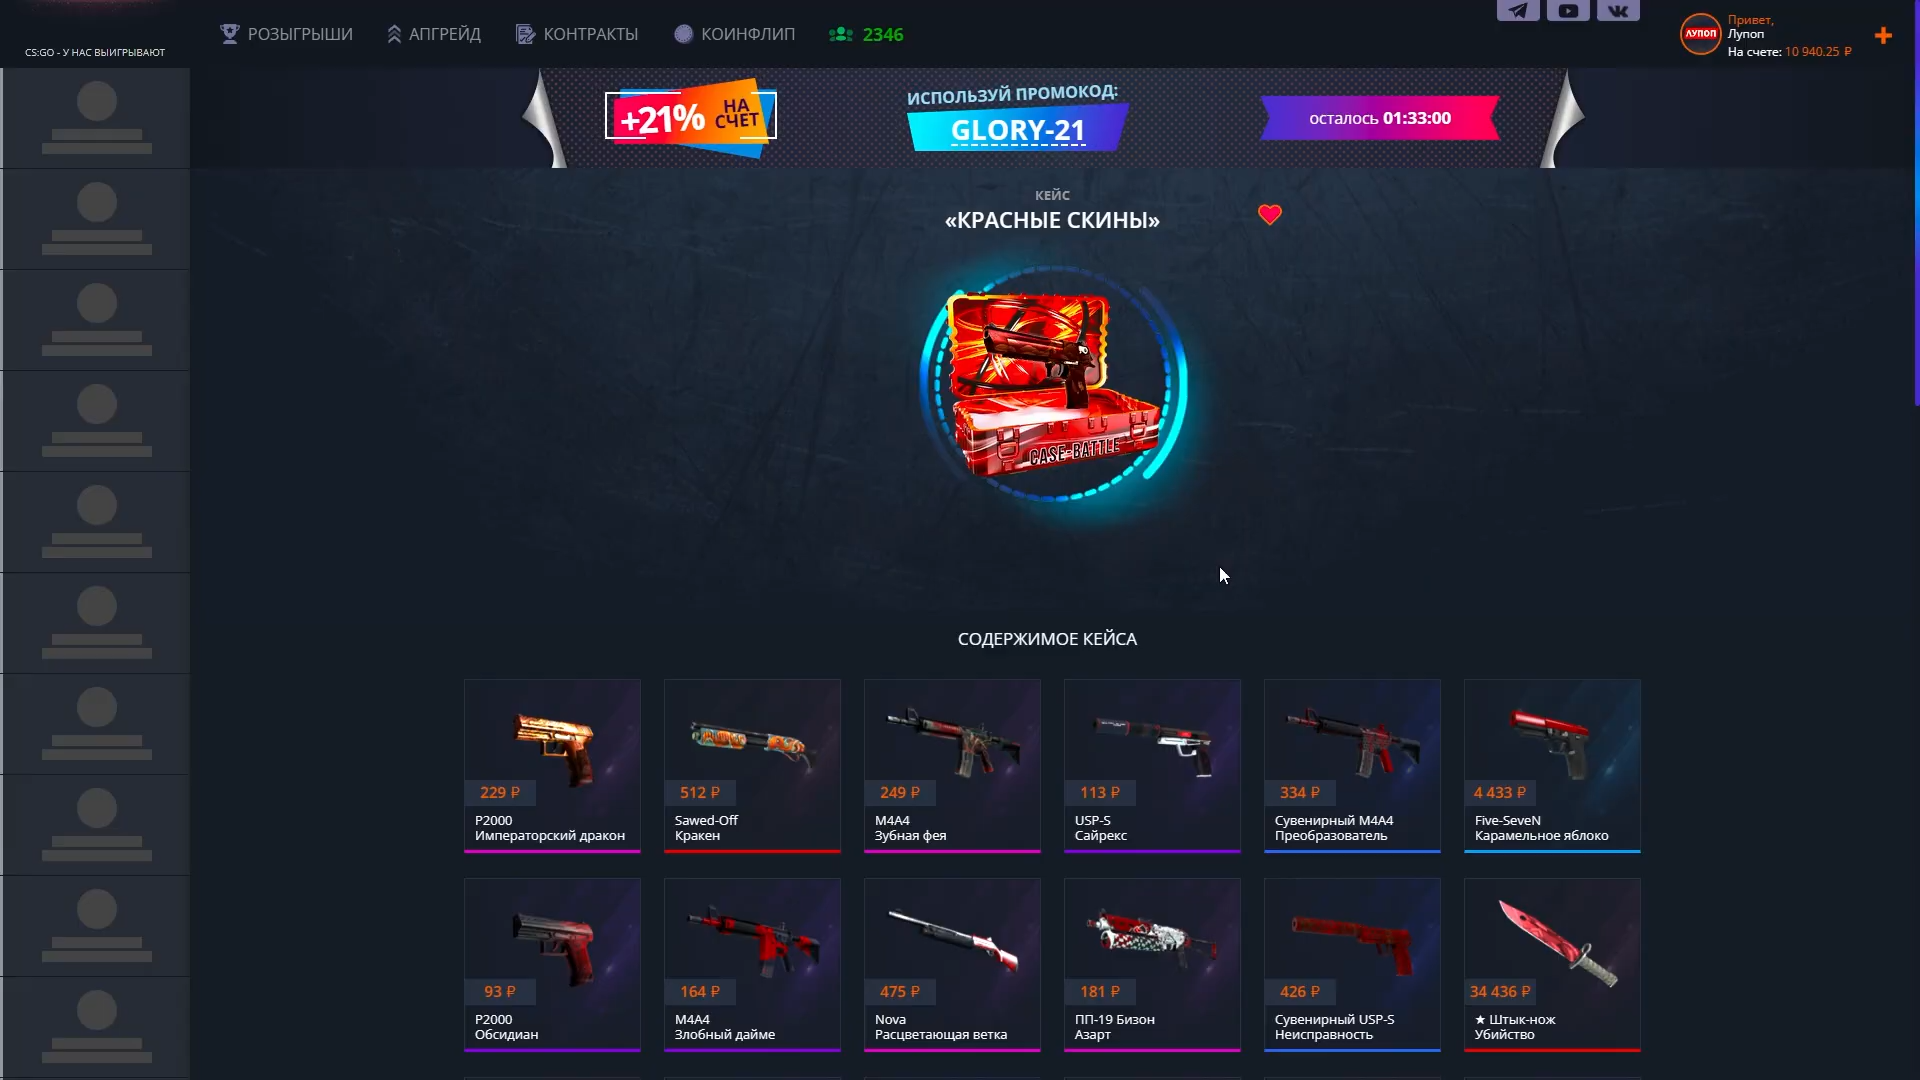 CS:GO - У НАС ВЫИГРЫВАЮТ
РОЗЫГРЫШИ
АПГРЕЙД
КОНТРАКТЫ
КОИНФЛИП
2346
ЛУПОП
Привет,
Лупоп
На счете: 10 940.25 ₽
+21%
НА
СЧЕТ
ИСПОЛЬЗУЙ ПРОМОКОД:
GLORY-21
осталось 01:33:00
КЕЙС
«КРАСНЫЕ СКИНЫ»
CASE-BATTLE
СОДЕРЖИМОЕ КЕЙСА
229 ₽
P2000
Императорский дракон
512 ₽
Sawed-Off
Кракен
249 ₽
M4A4
Зубная фея
113 ₽
USP-S
Сайрекс
334 ₽
Сувенирный M4A4
Преобразователь
4 433 ₽
Five-SeveN
Карамельное яблоко
93 ₽
P2000
Обсидиан
164 ₽
M4A4
Злобный дайме
475 ₽
Nova
Расцветающая ветка
181 ₽
ПП-19 Бизон
Азарт
426 ₽
Сувенирный USP-S
Неисправность
34 436 ₽
★ Штык-нож
Убийство